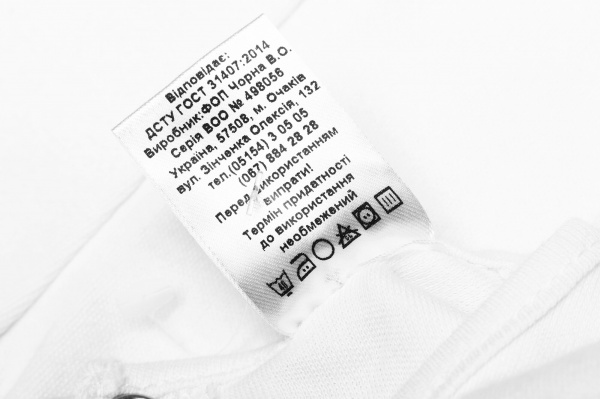 Відповідає:
ДСТУ ГОСТ 31407:2014
Виробник:ФОП Чорна В.О.
Серія ВОО № 498056
Україна, 57508, м. Очаків
вул. Зінченка Олексія, 132
тел.(05154) 3 05 05
(067) 884 28 28
Перед використанням
випрати!
Термін придатності
до використання
необмежений